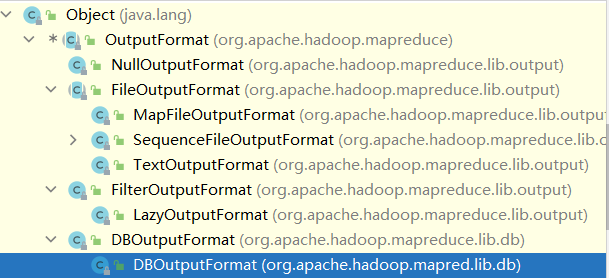 Object (java.lang)
* OutputFormat (org.apache.hadoop.mapreduce)
NullOutputFormat (org.apache.hadoop.mapreduce.lib.output)
FileOutputFormat (org.apache.hadoop.mapreduce.lib.output)
MapFileOutputFormat (org.apache.hadoop.mapreduce.lib.output)
SequenceFileOutputFormat (org.apache.hadoop.mapreduce.lib.o
TextOutputFormat (org.apache.hadoop.mapreduce.lib.output)
FilterOutputFormat (org.apache.hadoop.mapreduce.lib.output)
LazyOutputFormat (org.apache.hadoop.mapreduce.lib.output)
DBOutputFormat (org.apache.hadoop.mapreduce.lib.db)
DBOutputFormat (org.apache.hadoop.mapred.lib.db)